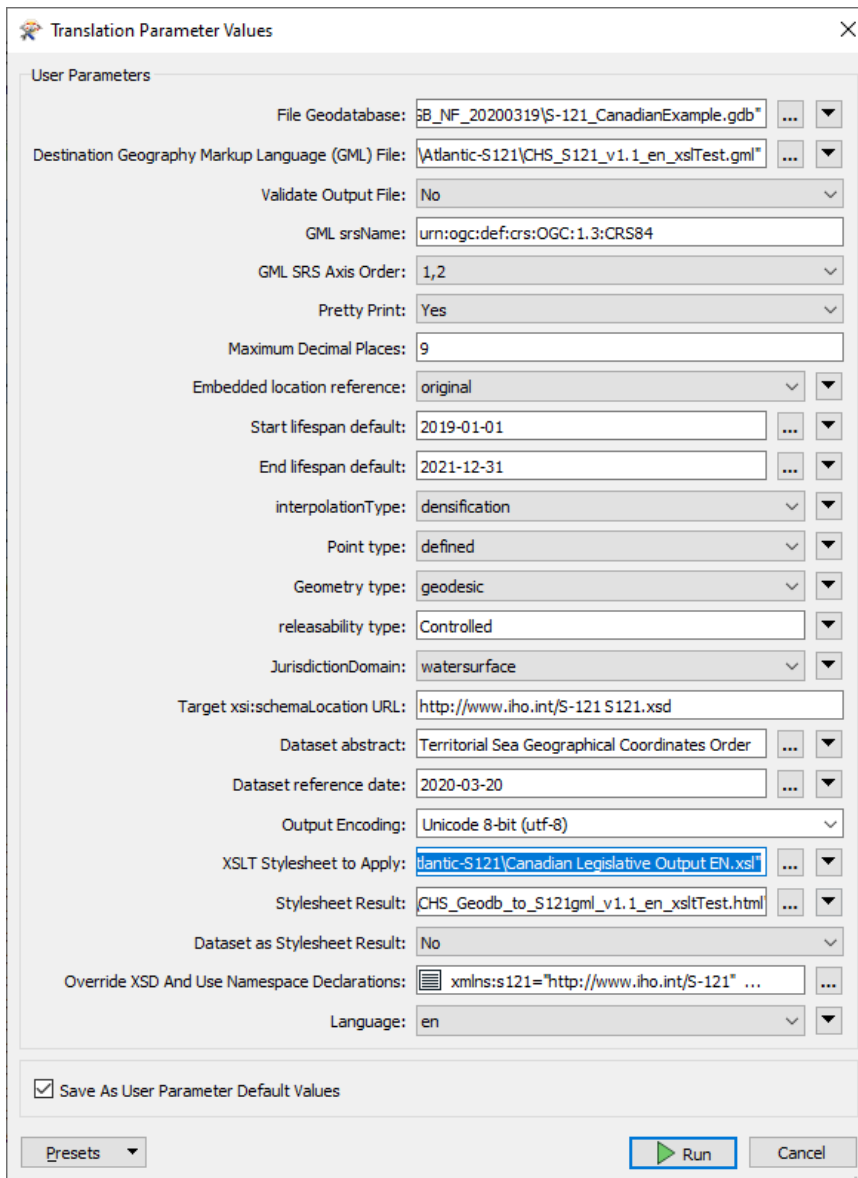 Translation Parameter Values
User Parameters
File Geodatabase: GB_NF_20200319\S-121_CanadianExample.gdb" ...
Destination Geography Markup Language (GML) File: \Atlantic-S121\CHS_S121_v1.1_en_xslTest.gml" ...
Validate Output File: No
GML srsName: urn:ogc:def:crs:OGC:1.3:CRS84
GML SRS Axis Order: 1,2
Pretty Print: Yes
Maximum Decimal Places: 9
Embedded location reference: original
Start lifespan default: 2019-01-01 ...
End lifespan default: 2021-12-31 ...
interpolationType: densification
Point type: defined
Geometry type: geodesic
releasability type: Controlled
JurisdictionDomain: watersurface
Target xsi:schemaLocation URL: http://www.iho.int/S-121 S121.xsd
Dataset abstract: Territorial Sea Geographical Coordinates Order ...
Dataset reference date: 2020-03-20 ...
Output Encoding: Unicode 8-bit (utf-8)
XSLT Stylesheet to Apply: tlantic-S121\Canadian Legislative Output EN.xsl" ...
Stylesheet Result: CHS_Geodb_to_S121gml_v1.1_en_xsltTest.html" ...
Dataset as Stylesheet Result: No
Override XSD And Use Namespace Declarations: xmlns:s121="http://www.iho.int/S-121" ... ...
Language: en
Save As User Parameter Default Values
Presets Run Cancel